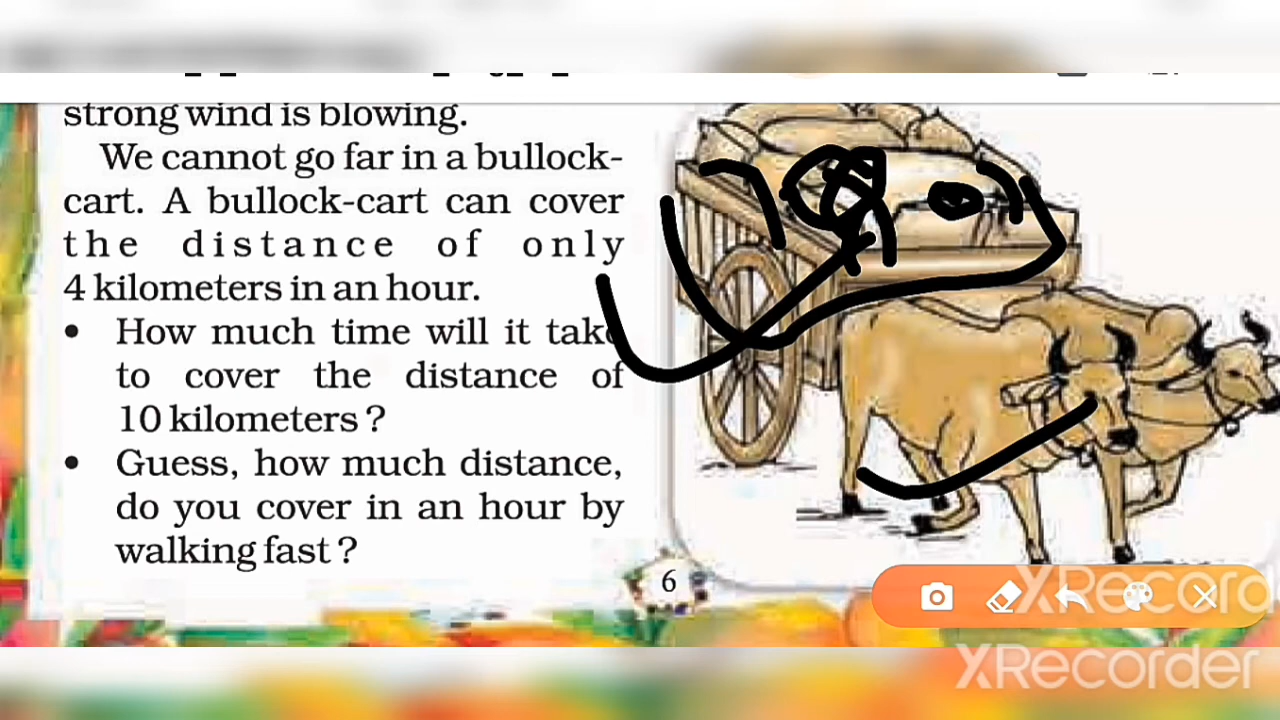 strong wind is blowing.
We cannot go far in a bullock-
cart. A bullock-cart can cover
the distance of only
4 kilometers in an hour.
• How much time will it take
to cover the distance of
10 kilometers ?
• Guess, how much distance,
do you cover in an hour by
walking fast ?
6
XRecord
XRecorder